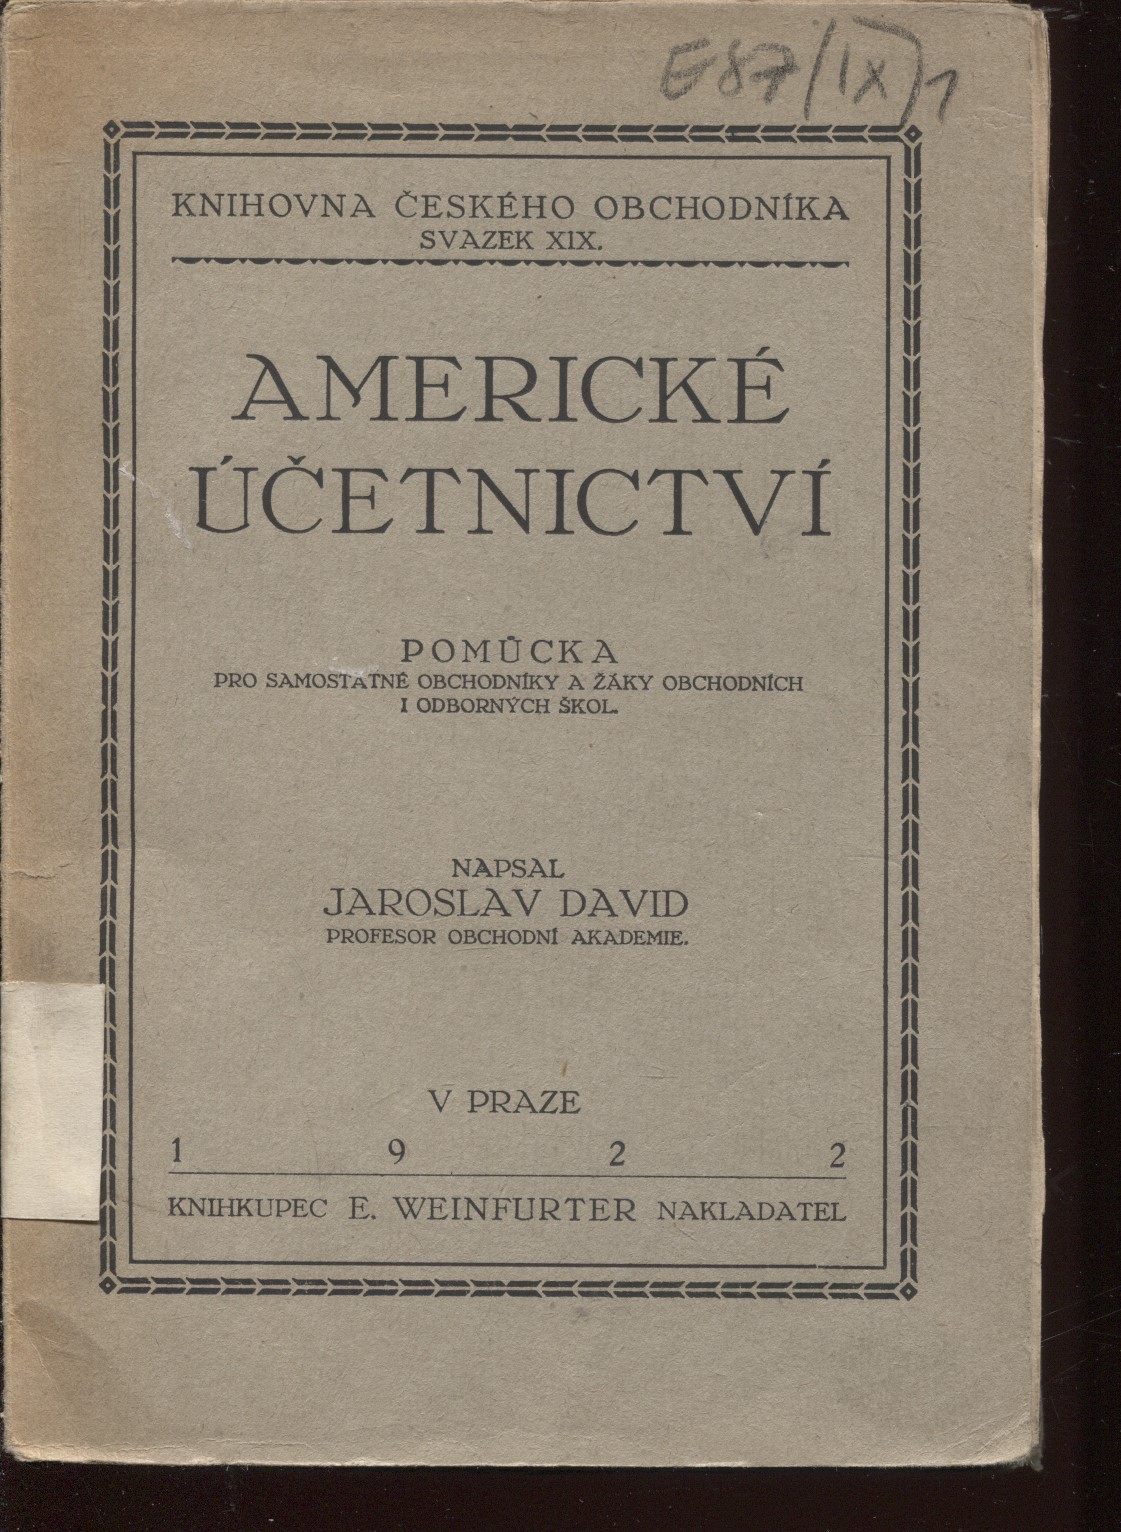 E87/IX/1
KNIHOVNA ČESKÉHO OBCHODNÍKA
SVAZEK XIX.
AMERICKÉ
ÚČETNICTVÍ
POMŮCKA
PRO SAMOSTATNÉ OBCHODNÍKY A ŽÁKY OBCHODNÍCH
I ODBORNÝCH ŠKOL.
NAPSAL
JAROSLAV DAVID
PROFESOR OBCHODNÍ AKADEMIE.
V PRAZE
1 9 2 2
KNIHKUPEC E. WEINFURTER NAKLADATEL